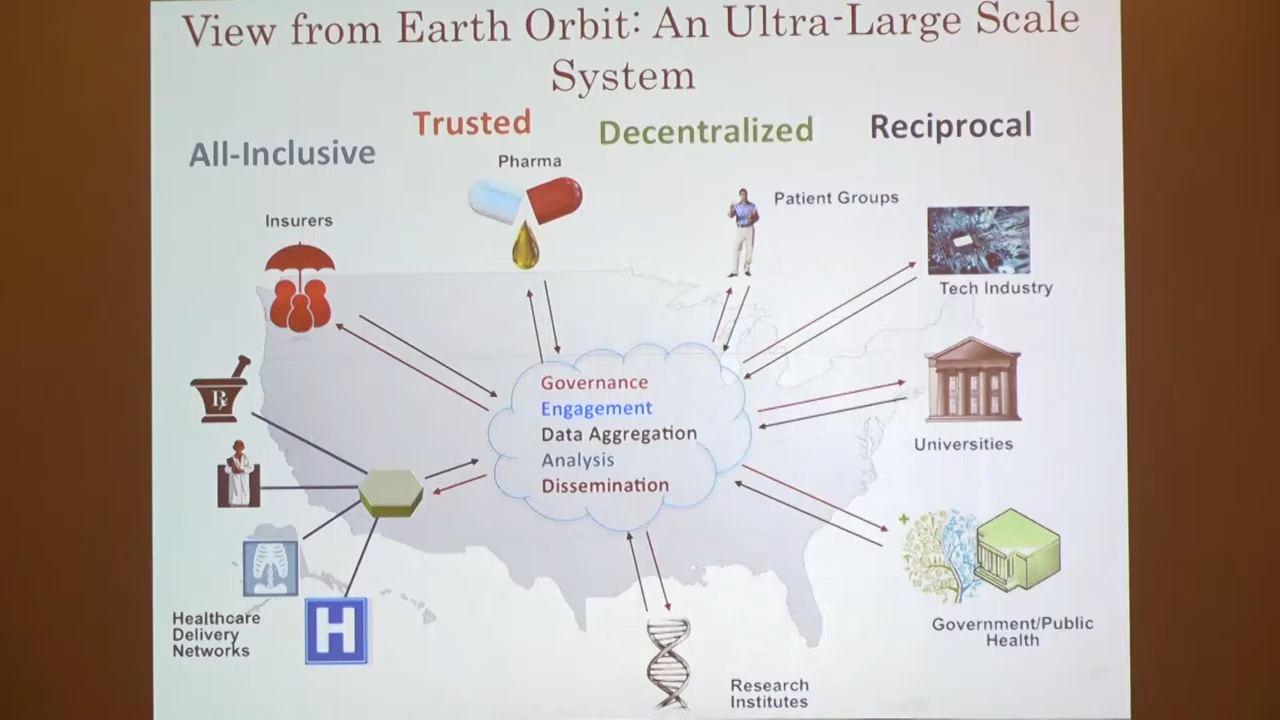 View from Earth Orbit: An Ultra-Large Scale
System
All-Inclusive
Trusted
Decentralized
Reciprocal
Pharma
Patient Groups
Insurers
Tech Industry
Governance
Engagement
Data Aggregation
Analysis
Dissemination
Rx
Universities
Healthcare
Delivery
Networks
H
Government/Public
Health
Research
Institutes